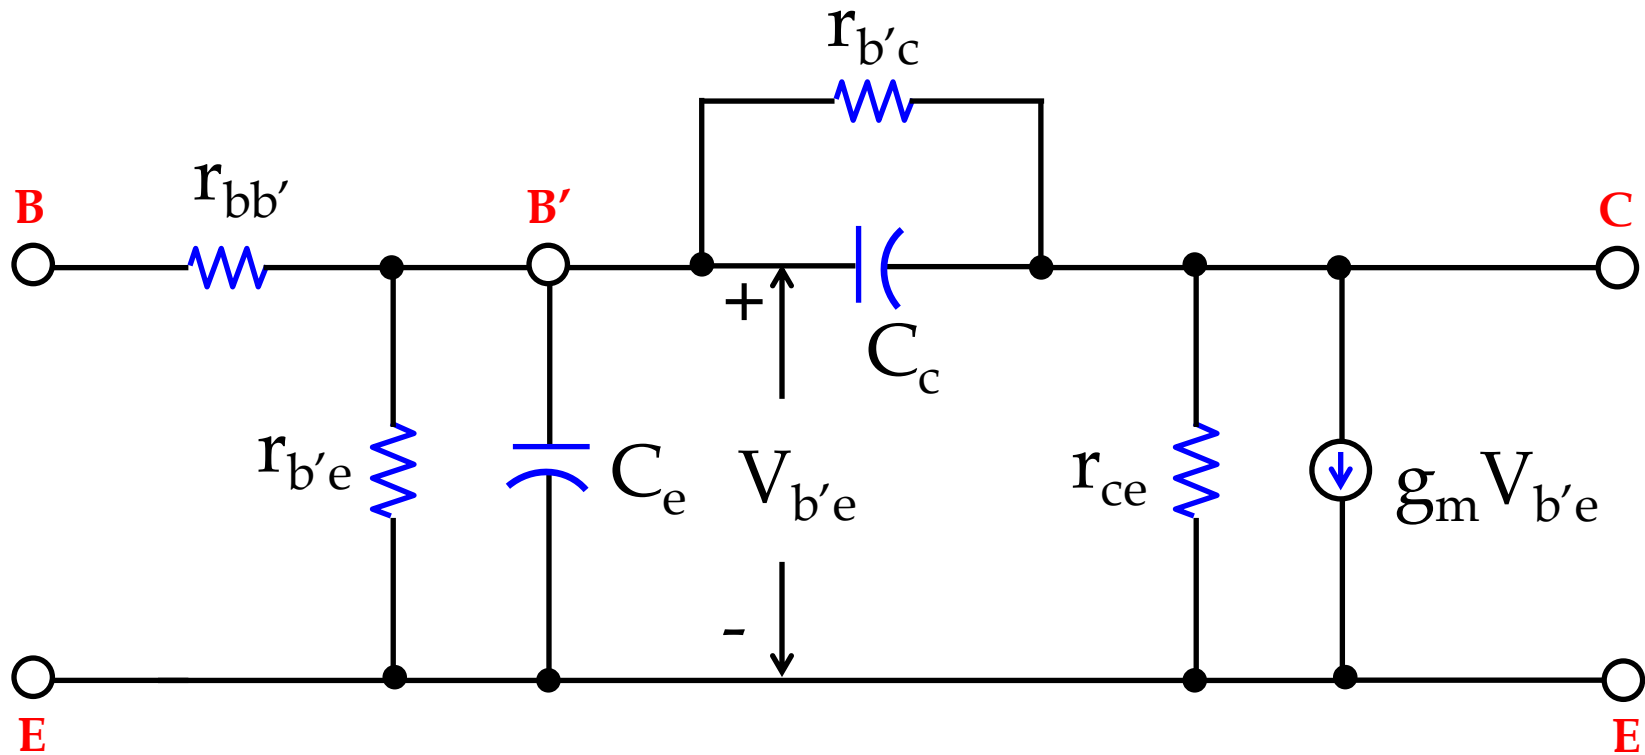 r_b′c
r_bb′
B
B′
C
+
C_c
r_b′e
C_e
V_b′e
r_ce
g_mV_b′e
-
E
E